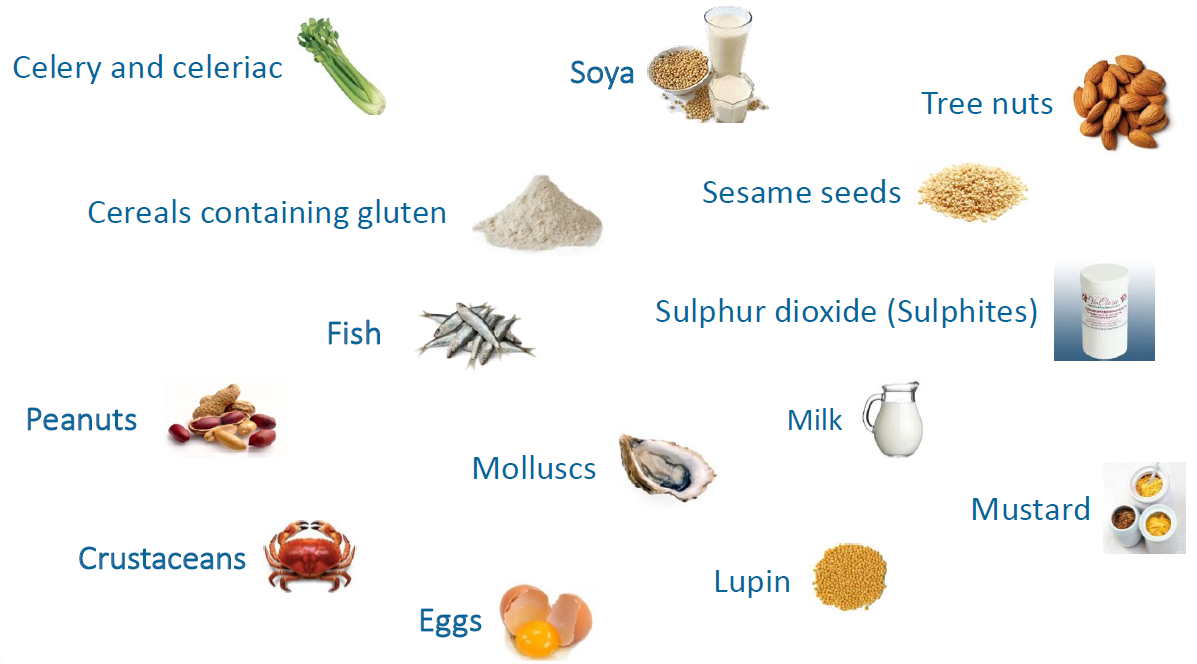 Celery and celeriac
Soya
Tree nuts
Sesame seeds
Cereals containing gluten
Sulphur dioxide (Sulphites)
Fish
Peanuts
Milk
Molluscs
Mustard
Crustaceans
Lupin
Eggs